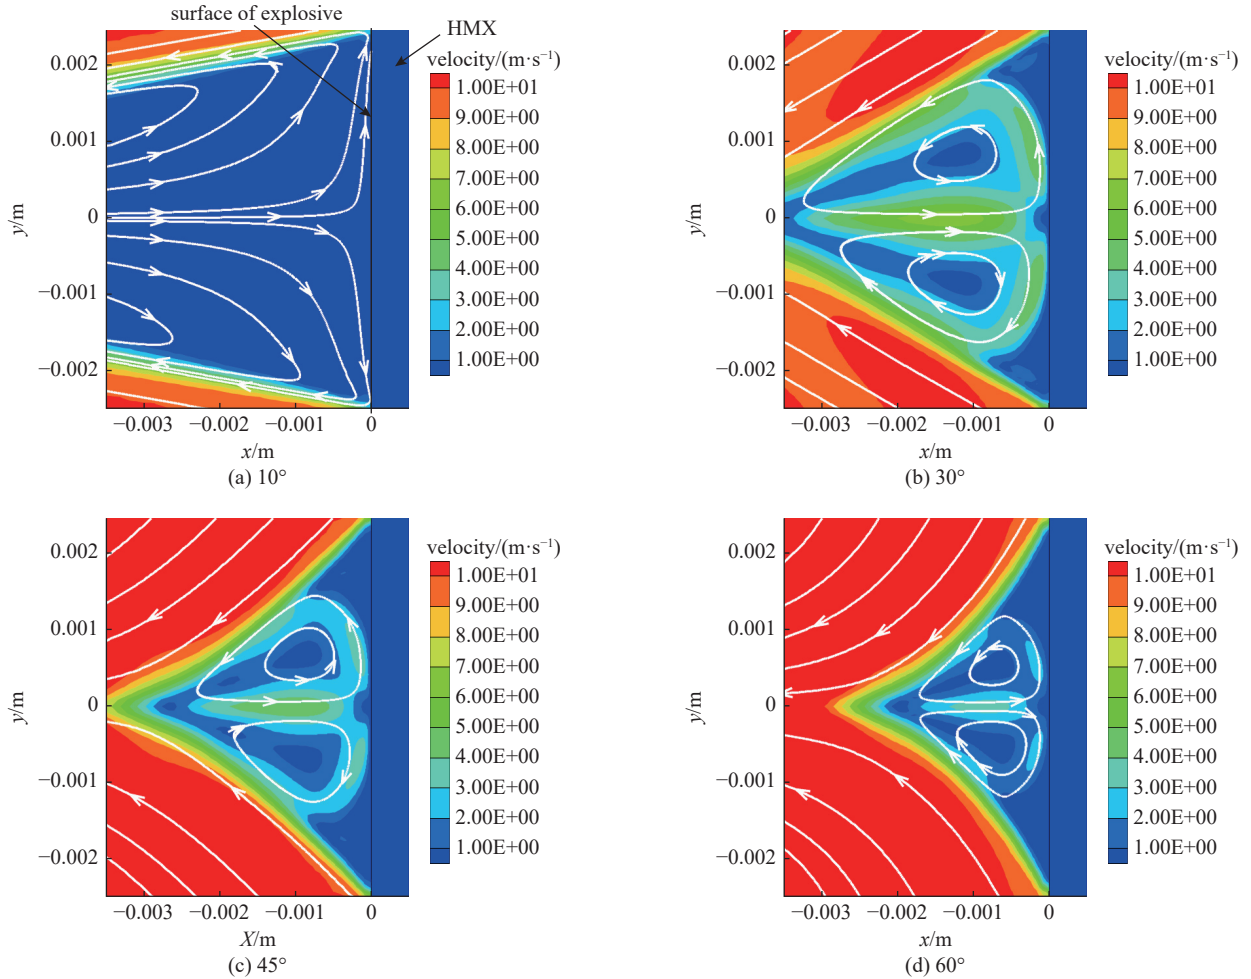 surface of explosive
HMX
velocity/(m·s⁻¹)
1.00E+01
9.00E+00
8.00E+00
7.00E+00
6.00E+00
5.00E+00
4.00E+00
3.00E+00
2.00E+00
1.00E+00
0.002
0.001
0
−0.001
−0.002
y/m
−0.003
−0.002
−0.001
0
x/m
(a) 10°
velocity/(m·s⁻¹)
1.00E+01
9.00E+00
8.00E+00
7.00E+00
6.00E+00
5.00E+00
4.00E+00
3.00E+00
2.00E+00
1.00E+00
0.002
0.001
0
−0.001
−0.002
y/m
−0.003
−0.002
−0.001
0
x/m
(b) 30°
velocity/(m·s⁻¹)
1.00E+01
9.00E+00
8.00E+00
7.00E+00
6.00E+00
5.00E+00
4.00E+00
3.00E+00
2.00E+00
1.00E+00
0.002
0.001
0
−0.001
−0.002
y/m
−0.003
−0.002
−0.001
0
X/m
(c) 45°
velocity/(m·s⁻¹)
1.00E+01
9.00E+00
8.00E+00
7.00E+00
6.00E+00
5.00E+00
4.00E+00
3.00E+00
2.00E+00
1.00E+00
0.002
0.001
0
−0.001
−0.002
y/m
−0.003
−0.002
−0.001
0
x/m
(d) 60°